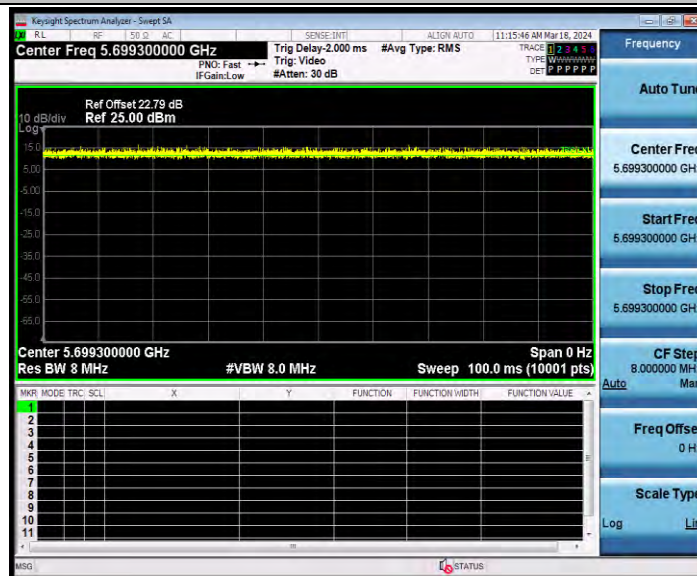 Keysight Spectrum Analyzer - Swept SA
RL RF 50 Ω AC SENSE:INT ALIGN AUTO 11:15:46 AM Mar 18, 2024
Center Freq 5.699300000 GHz
PNO: Fast
IFGain:Low
Trig Delay-2.000 ms
Trig: Video
#Atten: 30 dB
#Avg Type: RMS
TRACE 1 2 3 4 5 6
TYPE WWWWWW
DET P P P P P P
Frequency
Ref Offset 22.79 dB
10 dB/div Ref 25.00 dBm
Log
15.0
5.00
-5.00
-15.0
-25.0
-35.0
-45.0
-55.0
-65.0
Center 5.699300000 GHz Span 0 Hz
Res BW 8 MHz #VBW 8.0 MHz Sweep 100.0 ms (10001 pts)
MKR MODE TRC SCL X Y FUNCTION FUNCTION WIDTH FUNCTION VALUE
1
2
3
4
5
6
7
8
9
10
11
MSG STATUS
Auto Tune
Center Freq
5.699300000 GH
Start Freq
5.699300000 GH
Stop Freq
5.699300000 GH
CF Step
8.000000 MH
Auto Man
Freq Offse
0 H
Scale Type
Log Lin